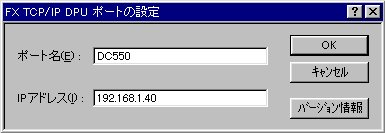 FX TCP/IP DPU ポートの設定
ポート名(E) : DC550
OK
キャンセル
IPアドレス(I) : 192.168.1.40
バージョン情報